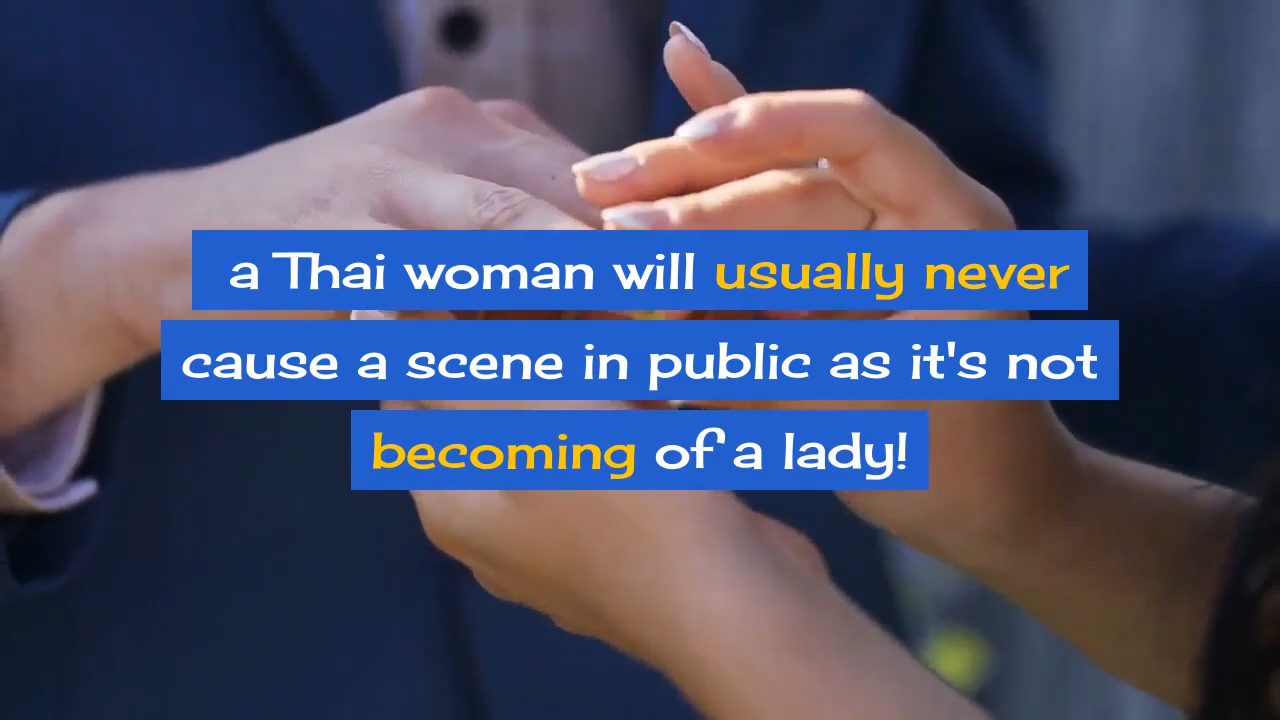 a Thai woman will usually never
cause a scene in public as it's not
becoming of a lady!